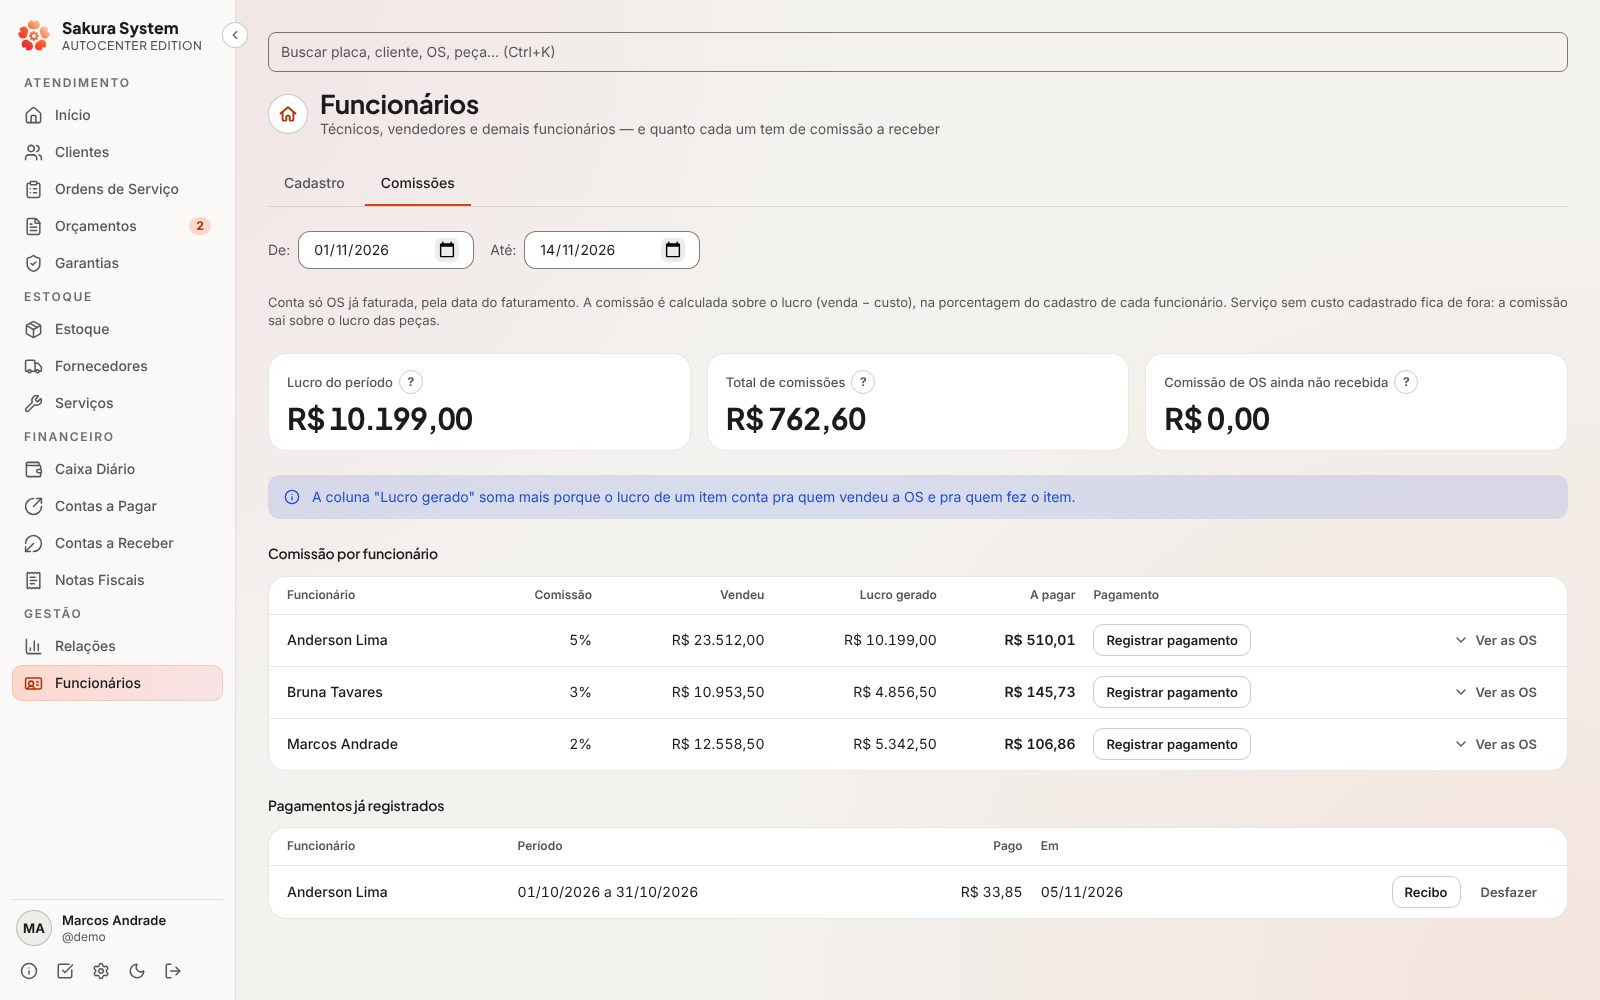 Sakura System
AUTOCENTER EDITION
ATENDIMENTO
Início
Clientes
Ordens de Serviço
Orçamentos 2
Garantias
ESTOQUE
Estoque
Fornecedores
Serviços
FINANCEIRO
Caixa Diário
Contas a Pagar
Contas a Receber
Notas Fiscais
GESTÃO
Relações
Funcionários
MA
Marcos Andrade
@demo
Buscar placa, cliente, OS, peça... (Ctrl+K)
Funcionários
Técnicos, vendedores e demais funcionários — e quanto cada um tem de comissão a receber
Cadastro Comissões
De: 01/11/2026 Até: 14/11/2026
Conta só OS já faturada, pela data do faturamento. A comissão é calculada sobre o lucro (venda − custo), na porcentagem do cadastro de cada funcionário. Serviço sem custo cadastrado fica de fora: a comissão
sai sobre o lucro das peças.
Lucro do período ?
R$ 10.199,00
Total de comissões ?
R$ 762,60
Comissão de OS ainda não recebida ?
R$ 0,00
A coluna "Lucro gerado" soma mais porque o lucro de um item conta pra quem vendeu a OS e pra quem fez o item.
Comissão por funcionário
Funcionário Comissão Vendeu Lucro gerado A pagar Pagamento
Anderson Lima 5% R$ 23.512,00 R$ 10.199,00 R$ 510,01 Registrar pagamento Ver as OS
Bruna Tavares 3% R$ 10.953,50 R$ 4.856,50 R$ 145,73 Registrar pagamento Ver as OS
Marcos Andrade 2% R$ 12.558,50 R$ 5.342,50 R$ 106,86 Registrar pagamento Ver as OS
Pagamentos já registrados
Funcionário Período Pago Em
Anderson Lima 01/10/2026 a 31/10/2026 R$ 33,85 05/11/2026 Recibo Desfazer